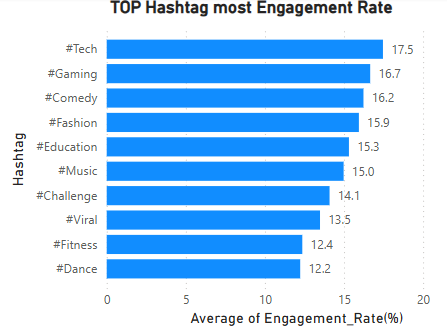 TOP Hashtag most Engagement Rate
Hashtag
#Tech 17.5
#Gaming 16.7
#Comedy 16.2
#Fashion 15.9
#Education 15.3
#Music 15.0
#Challenge 14.1
#Viral 13.5
#Fitness 12.4
#Dance 12.2
0 5 10 15 20
Average of Engagement_Rate(%)